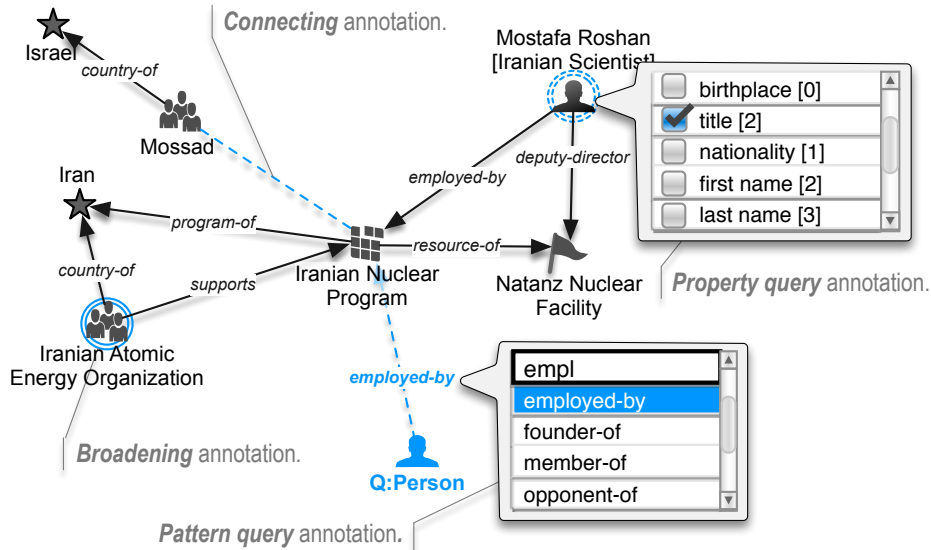 Connecting annotation.
Israel
country-of
Mossad
Mostafa Roshan
[Iranian Scientist]
birthplace [0]
title [2]
nationality [1]
first name [2]
last name [3]
deputy-director
employed-by
Iran
program-of
resource-of
country-of
supports
Iranian Nuclear
Program
Natanz Nuclear
Facility
Property query annotation.
Iranian Atomic
Energy Organization
employed-by
empl
employed-by
founder-of
member-of
opponent-of
Broadening annotation.
Q:Person
Pattern query annotation.